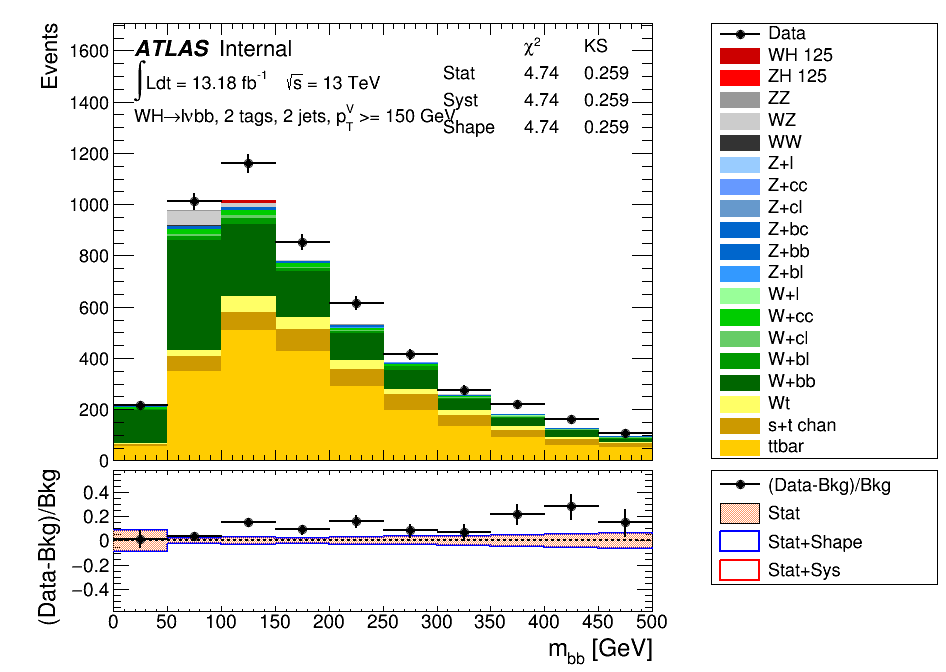 Events
1600
1400
1200
1000
800
600
400
200
0
ATLAS Internal
∫Ldt = 13.18 fb⁻¹ √s = 13 TeV
WH→lνbb, 2 tags, 2 jets, p_T^V >= 150 GeV
χ² KS
Stat 4.74 0.259
Syst 4.74 0.259
Shape 4.74 0.259
Data
WH 125
ZH 125
ZZ
WZ
WW
Z+l
Z+cc
Z+cl
Z+bc
Z+bb
Z+bl
W+l
W+cc
W+cl
W+bl
W+bb
Wt
s+t chan
ttbar
(Data-Bkg)/Bkg
0.4
0.2
0
−0.2
−0.4
0 50 100 150 200 250 300 350 400 450 500
m_bb [GeV]
(Data-Bkg)/Bkg
Stat
Stat+Shape
Stat+Sys